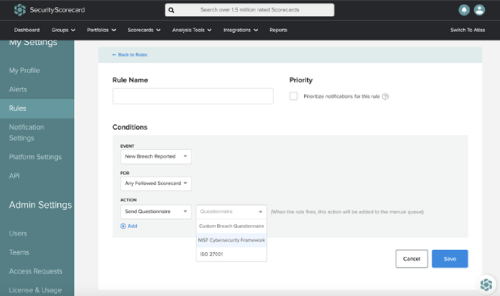 SecurityScorecard
Search over 1.5 million rated Scorecards
Dashboard Groups Portfolios Scorecards Analysis Tools Integrations Reports Switch To Atlas
My Settings
My Profile
Alerts
Rules
Notification
Settings
Platform Settings
API
Admin Settings
Users
Teams
Access Requests
License & Usage
← Back to Rules
Rule Name
Priority
Prioritize notifications for this rule
Conditions
EVENT
New Breach Reported
FOR
Any Followed Scorecard
ACTION
Send Questionnaire
Questionnaire
(When the rule fires, this action will be added to the manual queue)
Add
Custom Breach Questionnaire
NIST Cybersecurity Framework
ISO 27001
Cancel
Save